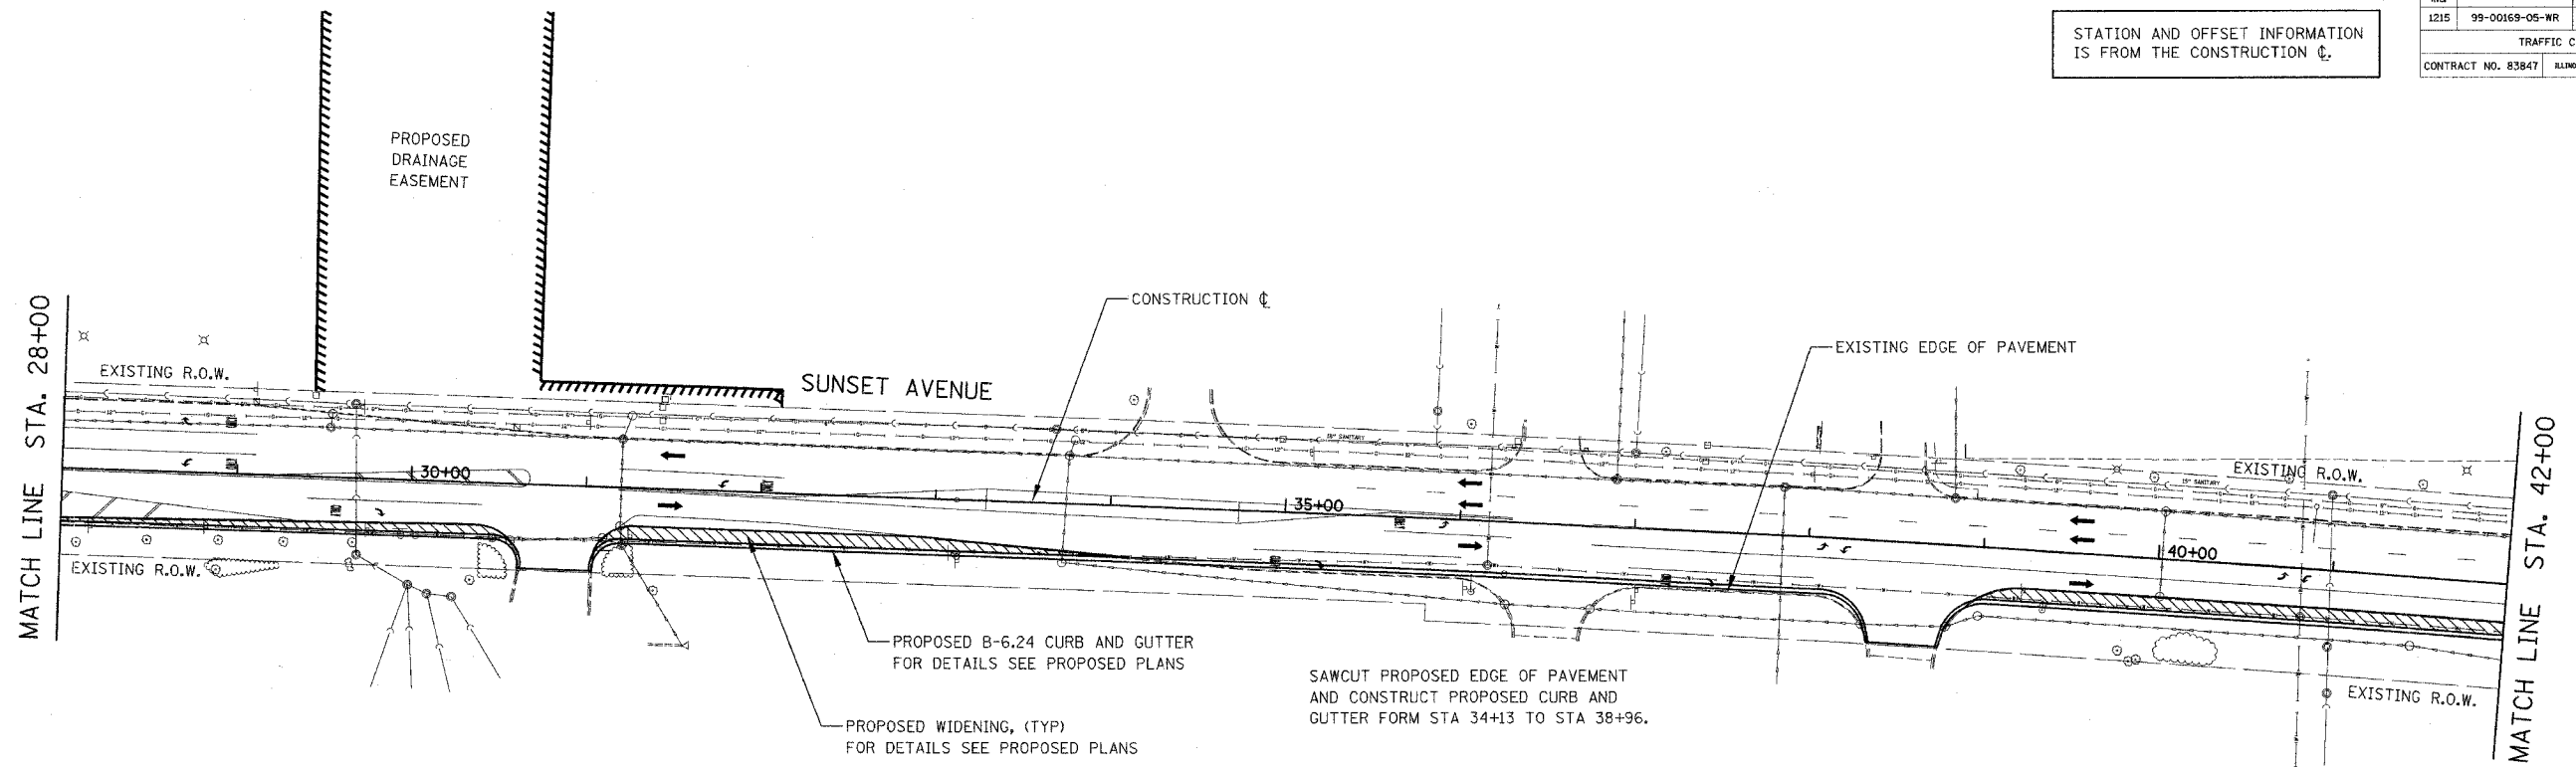 STATION AND OFFSET INFORMATION
IS FROM THE CONSTRUCTION ℄.
1215 99-00169-05-WR
TRAFFIC C
CONTRACT NO. 83847
PROPOSED
DRAINAGE
EASEMENT
MATCH LINE STA. 28+00
EXISTING R.O.W.
SUNSET AVENUE
CONSTRUCTION ℄
EXISTING EDGE OF PAVEMENT
15" SANITARY
15" SANITARY
EXISTING R.O.W.
30+00
35+00
40+00
EXISTING R.O.W.
EXISTING R.O.W.
MATCH LINE STA. 42+00
PROPOSED B-6.24 CURB AND GUTTER
FOR DETAILS SEE PROPOSED PLANS
PROPOSED WIDENING, (TYP)
FOR DETAILS SEE PROPOSED PLANS
SAWCUT PROPOSED EDGE OF PAVEMENT
AND CONSTRUCT PROPOSED CURB AND
GUTTER FORM STA 34+13 TO STA 38+96.